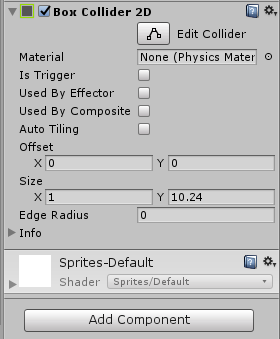 Box Collider 2D
Edit Collider
Material None (Physics Mater
Is Trigger
Used By Effector
Used By Composite
Auto Tiling
Offset
X 0 Y 0
Size
X 1 Y 10.24
Edge Radius 0
Info
Sprites-Default
Shader Sprites/Default
Add Component